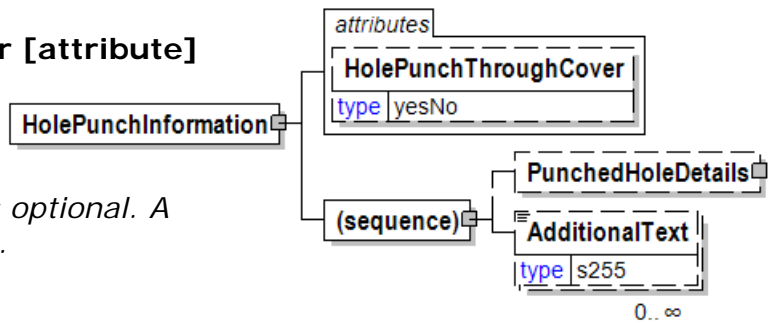 r [attribute]
attributes
HolePunchThroughCover
type yesNo
HolePunchInformation
PunchedHoleDetails
optional. A
.
(sequence)
AdditionalText
type s255
0.. ∞